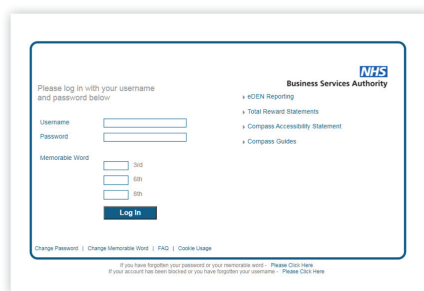 NHS
Business Services Authority
Please log in with your username
and password below
Username
Password
Memorable Word
3rd
6th
8th
Log In
› eDEN Reporting
› Total Reward Statements
› Compass Accessibility Statement
› Compass Guides
Change Password | Change Memorable Word | FAQ | Cookie Usage
If you have forgotten your password or your memorable word - Please Click Here
If your account has been blocked or you have forgotten your username - Please Click Here